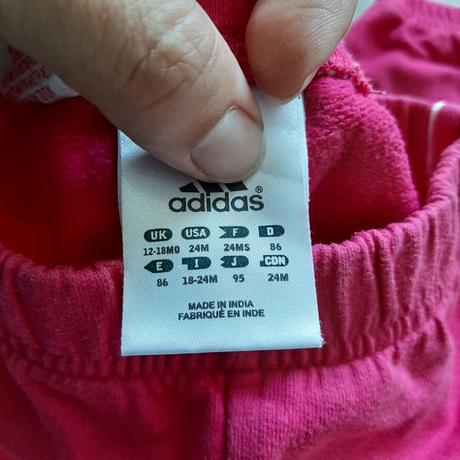 adidas ®
UK USA F D
12-18MO 24M 24MS 86
E I J CDN
86 18-24M 95 24M
MADE IN INDIA
FABRIQUÉ EN INDE